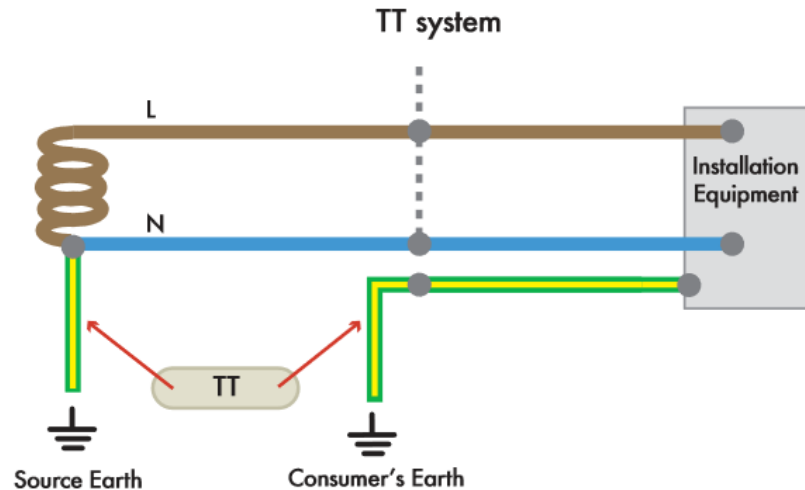 TT system
L
Installation
Equipment
N
TT
Source Earth
Consumer's Earth